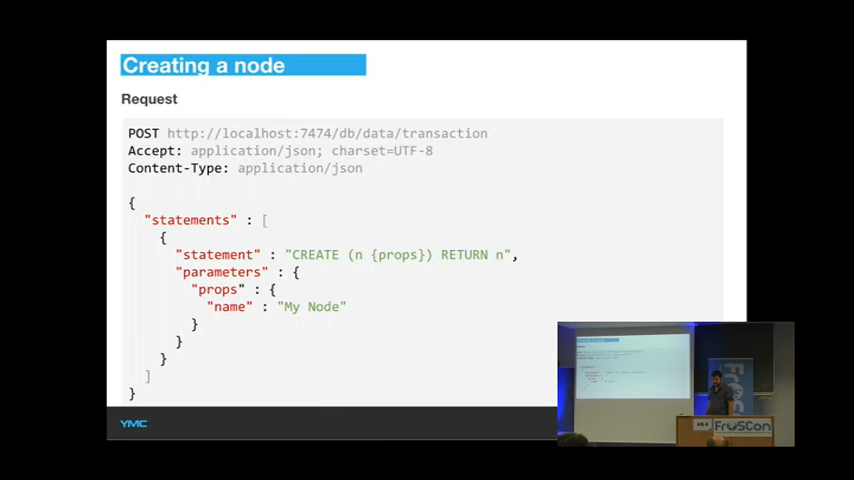 Creating a node
Request
POST http://localhost:7474/db/data/transaction
Accept: application/json; charset=UTF-8
Content-Type: application/json
{
"statements" : [
{
"statement" : "CREATE (n {props}) RETURN n",
"parameters" : {
"props" : {
"name" : "My Node"
}
}
}
]
}
YMC
FrOSCon